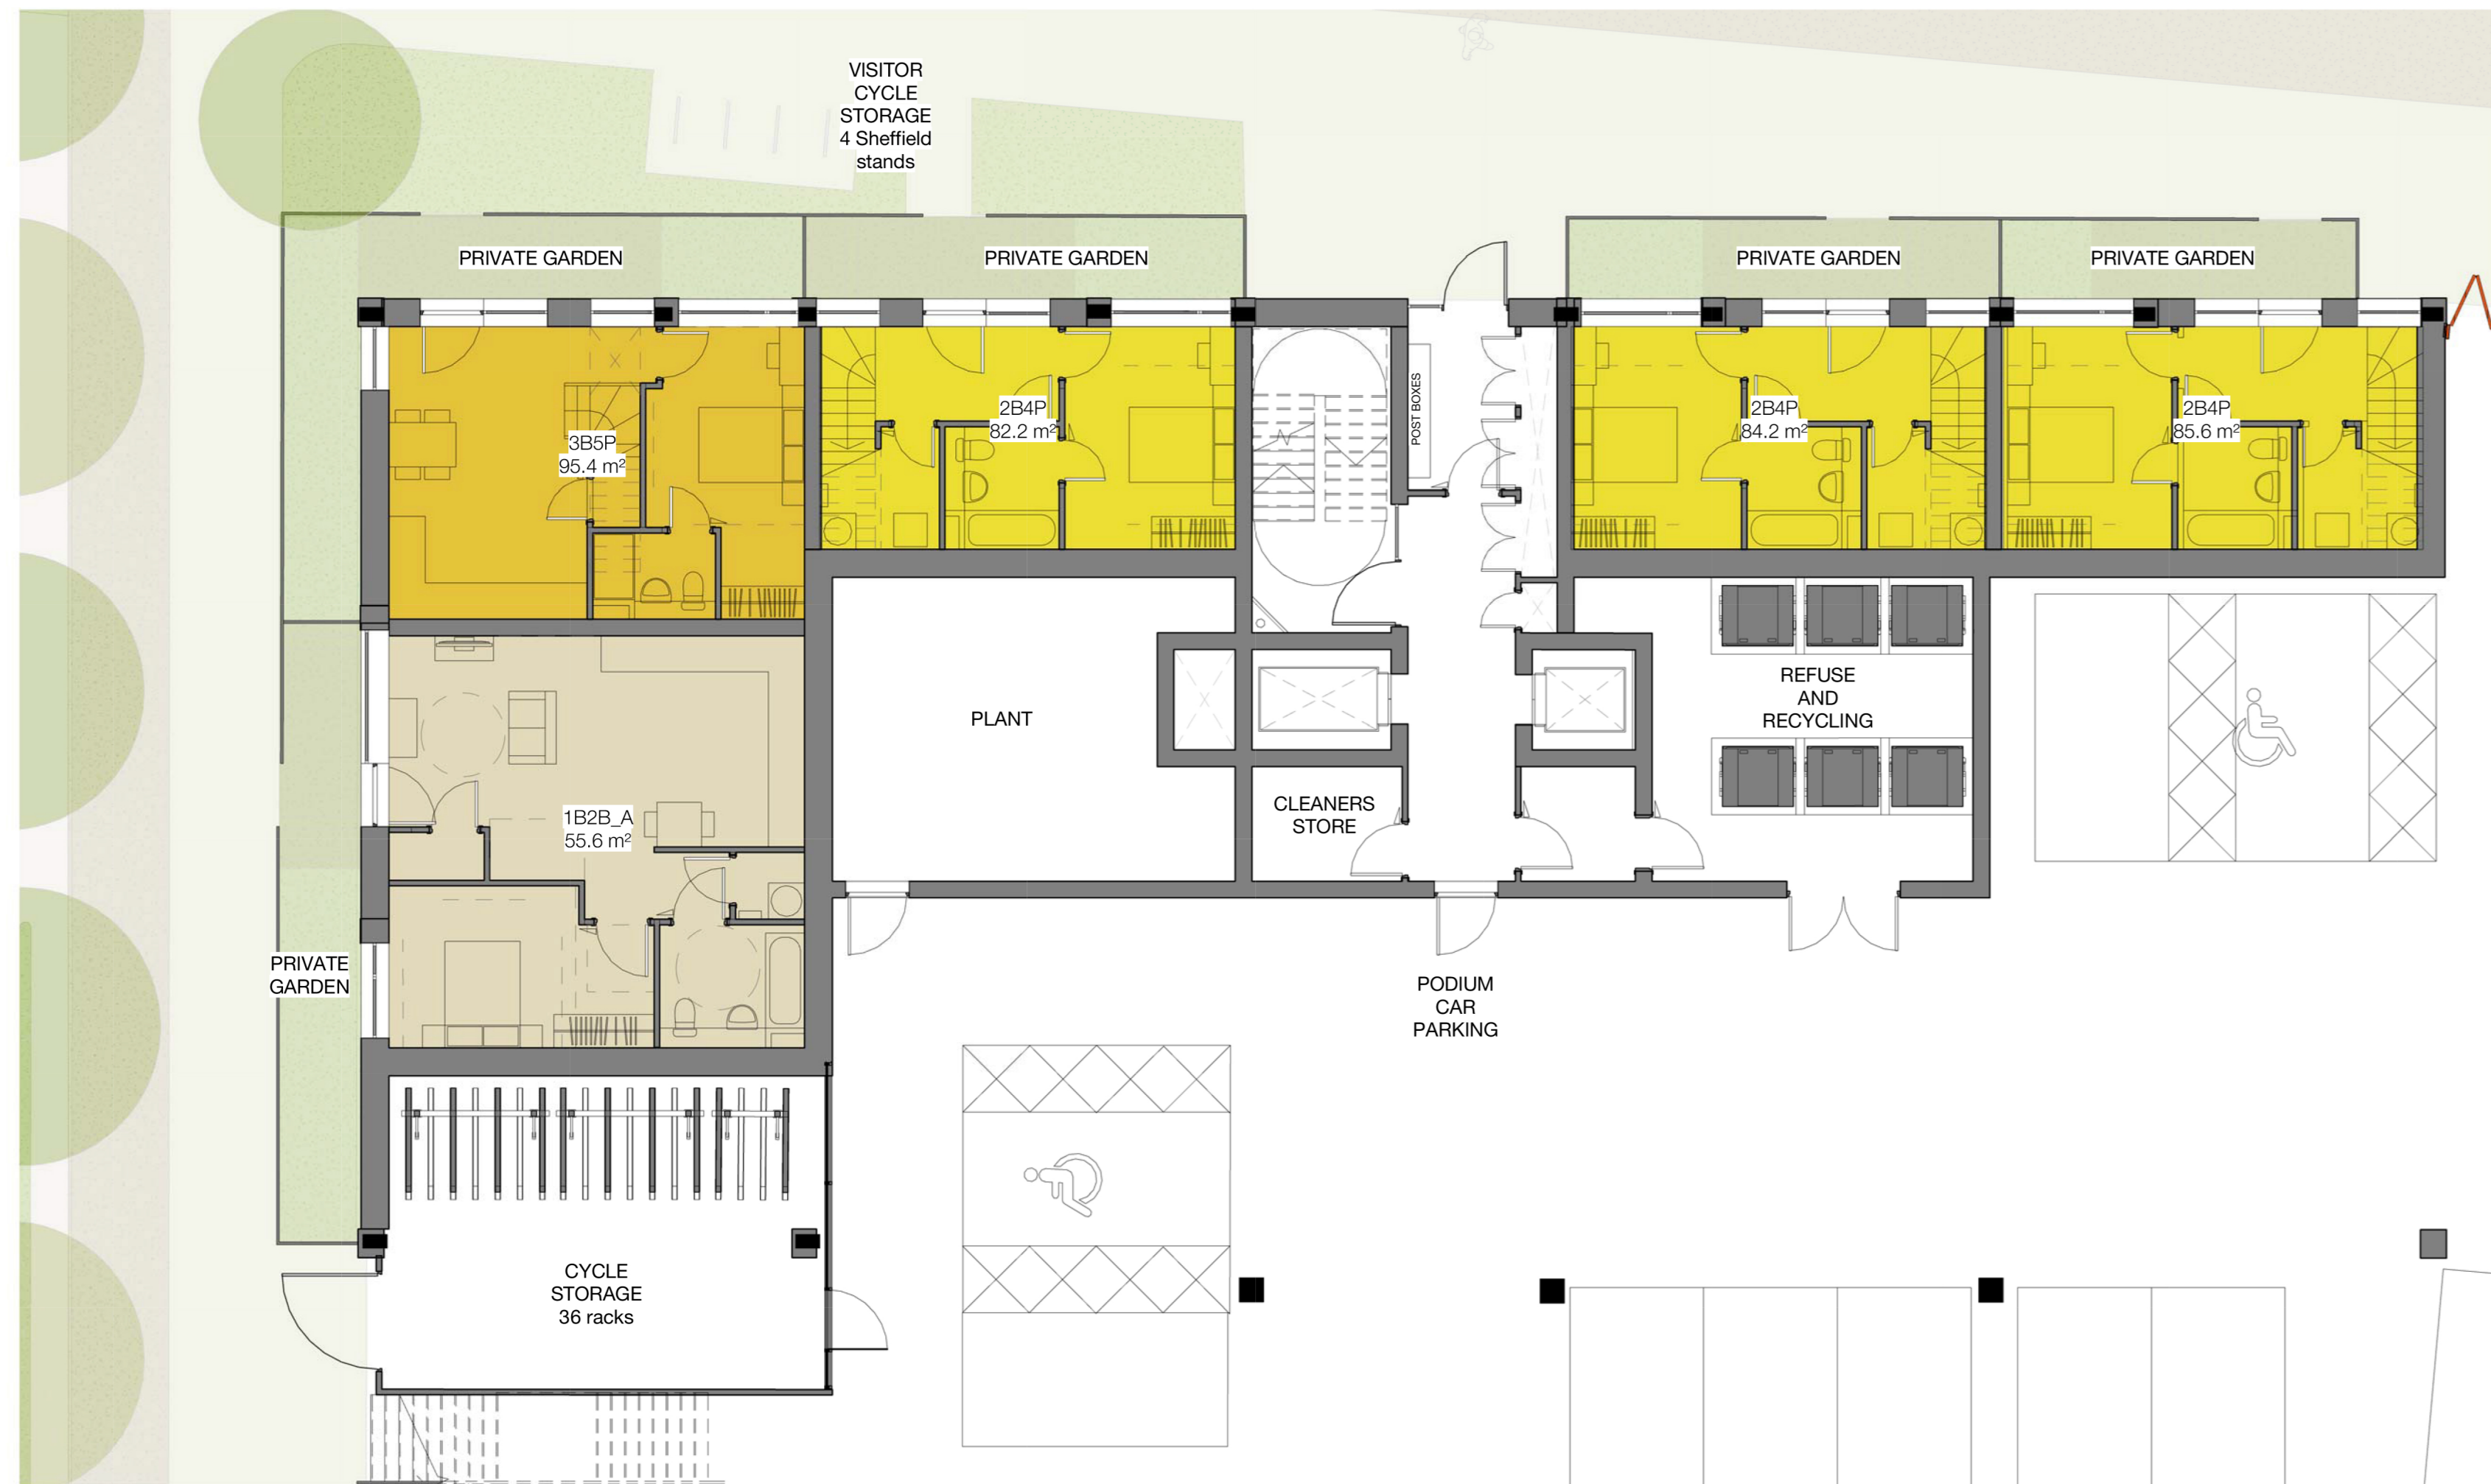 VISITOR
CYCLE
STORAGE
4 Sheffield
stands
PRIVATE GARDEN
PRIVATE GARDEN
PRIVATE GARDEN
PRIVATE GARDEN
3B5P
95.4 m²
2B4P
82.2 m²
POST BOXES
2B4P
84.2 m²
2B4P
85.6 m²
PLANT
REFUSE
AND
RECYCLING
1B2B_A
55.6 m²
CLEANERS
STORE
PRIVATE
GARDEN
PODIUM
CAR
PARKING
CYCLE
STORAGE
36 racks